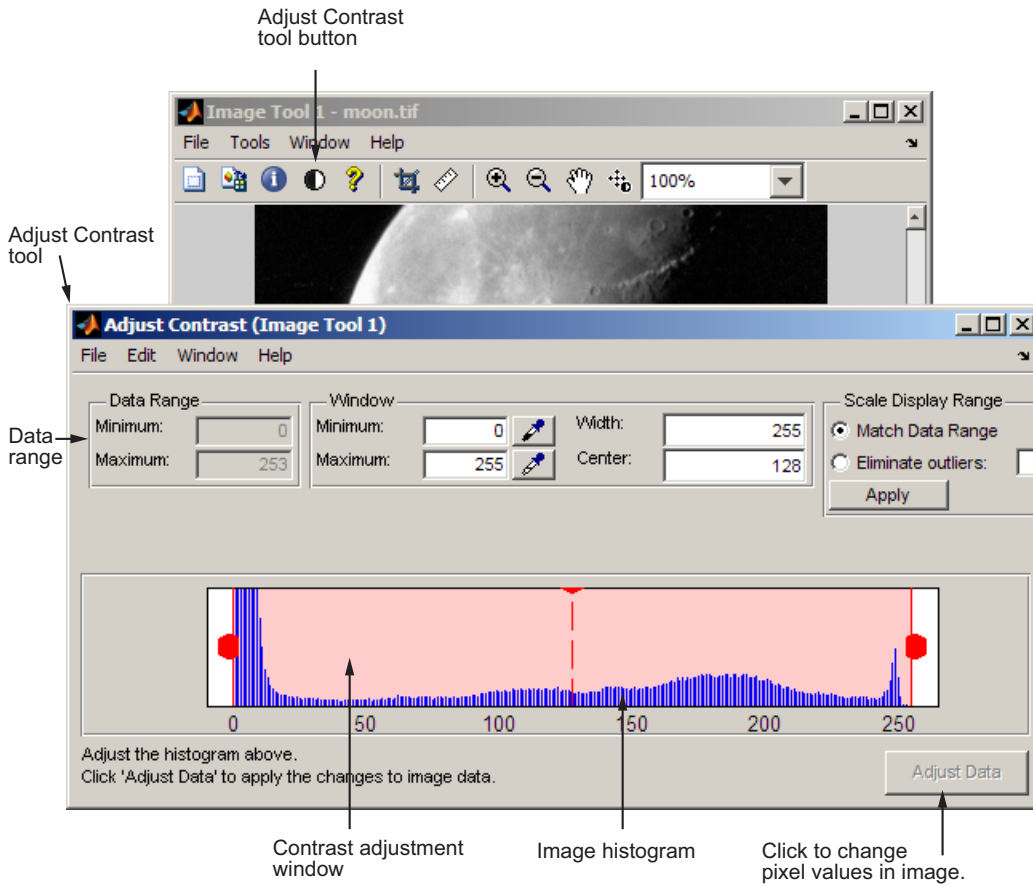 Adjust Contrast
tool button
Image Tool 1 - moon.tif
File Tools Window Help
100%
Adjust Contrast
tool
Adjust Contrast (Image Tool 1)
File Edit Window Help
Data Range
Minimum: 0
Maximum: 253
Window
Minimum: 0
Maximum: 255
Width: 255
Center: 128
Scale Display Range
Match Data Range
Eliminate outliers:
Apply
Data
range
0 50 100 150 200 250
Adjust the histogram above.
Click 'Adjust Data' to apply the changes to image data.
Adjust Data
Contrast adjustment
window
Image histogram
Click to change
pixel values in image.